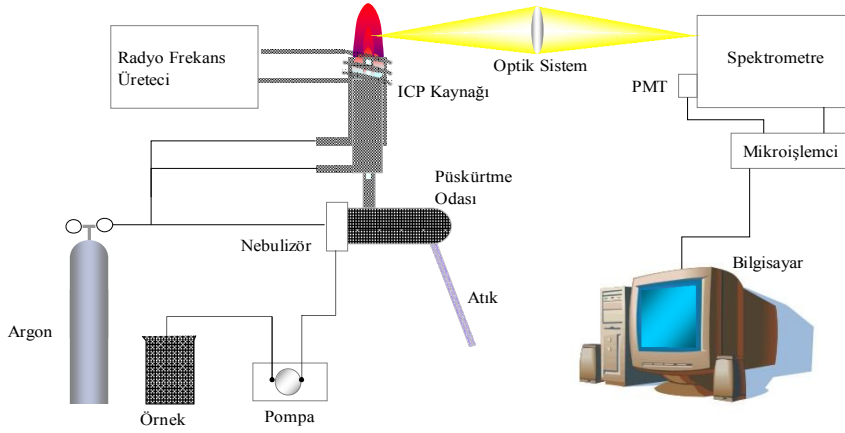 Radyo Frekans
Üreteci
Optik Sistem
Spektrometre
ICP Kaynağı
PMT
Mikroişlemci
Püskürtme
Odası
Nebulizör
Bilgisayar
Atık
Argon
Örnek
Pompa